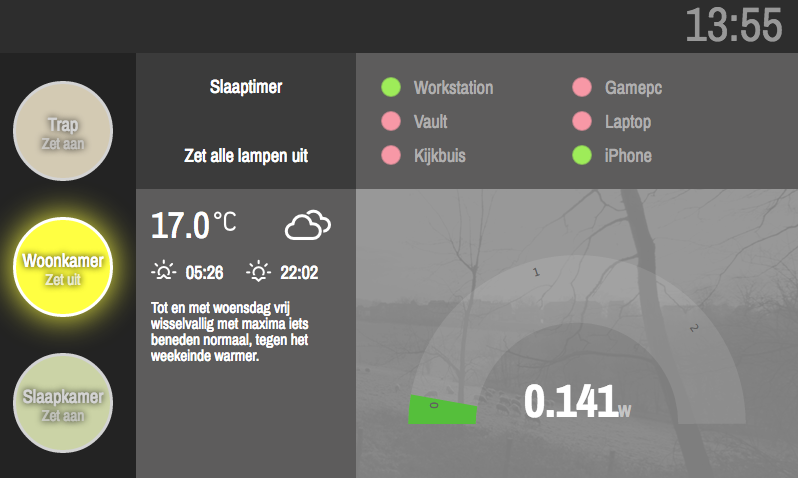 13:55
Trap
Zet aan
Woonkamer
Zet uit
Slaapkamer
Zet aan
Slaaptimer
Zet alle lampen uit
Workstation
Gamepc
Vault
Laptop
Kijkbuis
iPhone
17.0 °C
05:26 22:02
Tot en met woensdag vrij
wisselvallig met maxima iets
beneden normaal, tegen het
weekeinde warmer.
0
1
2
0.141W